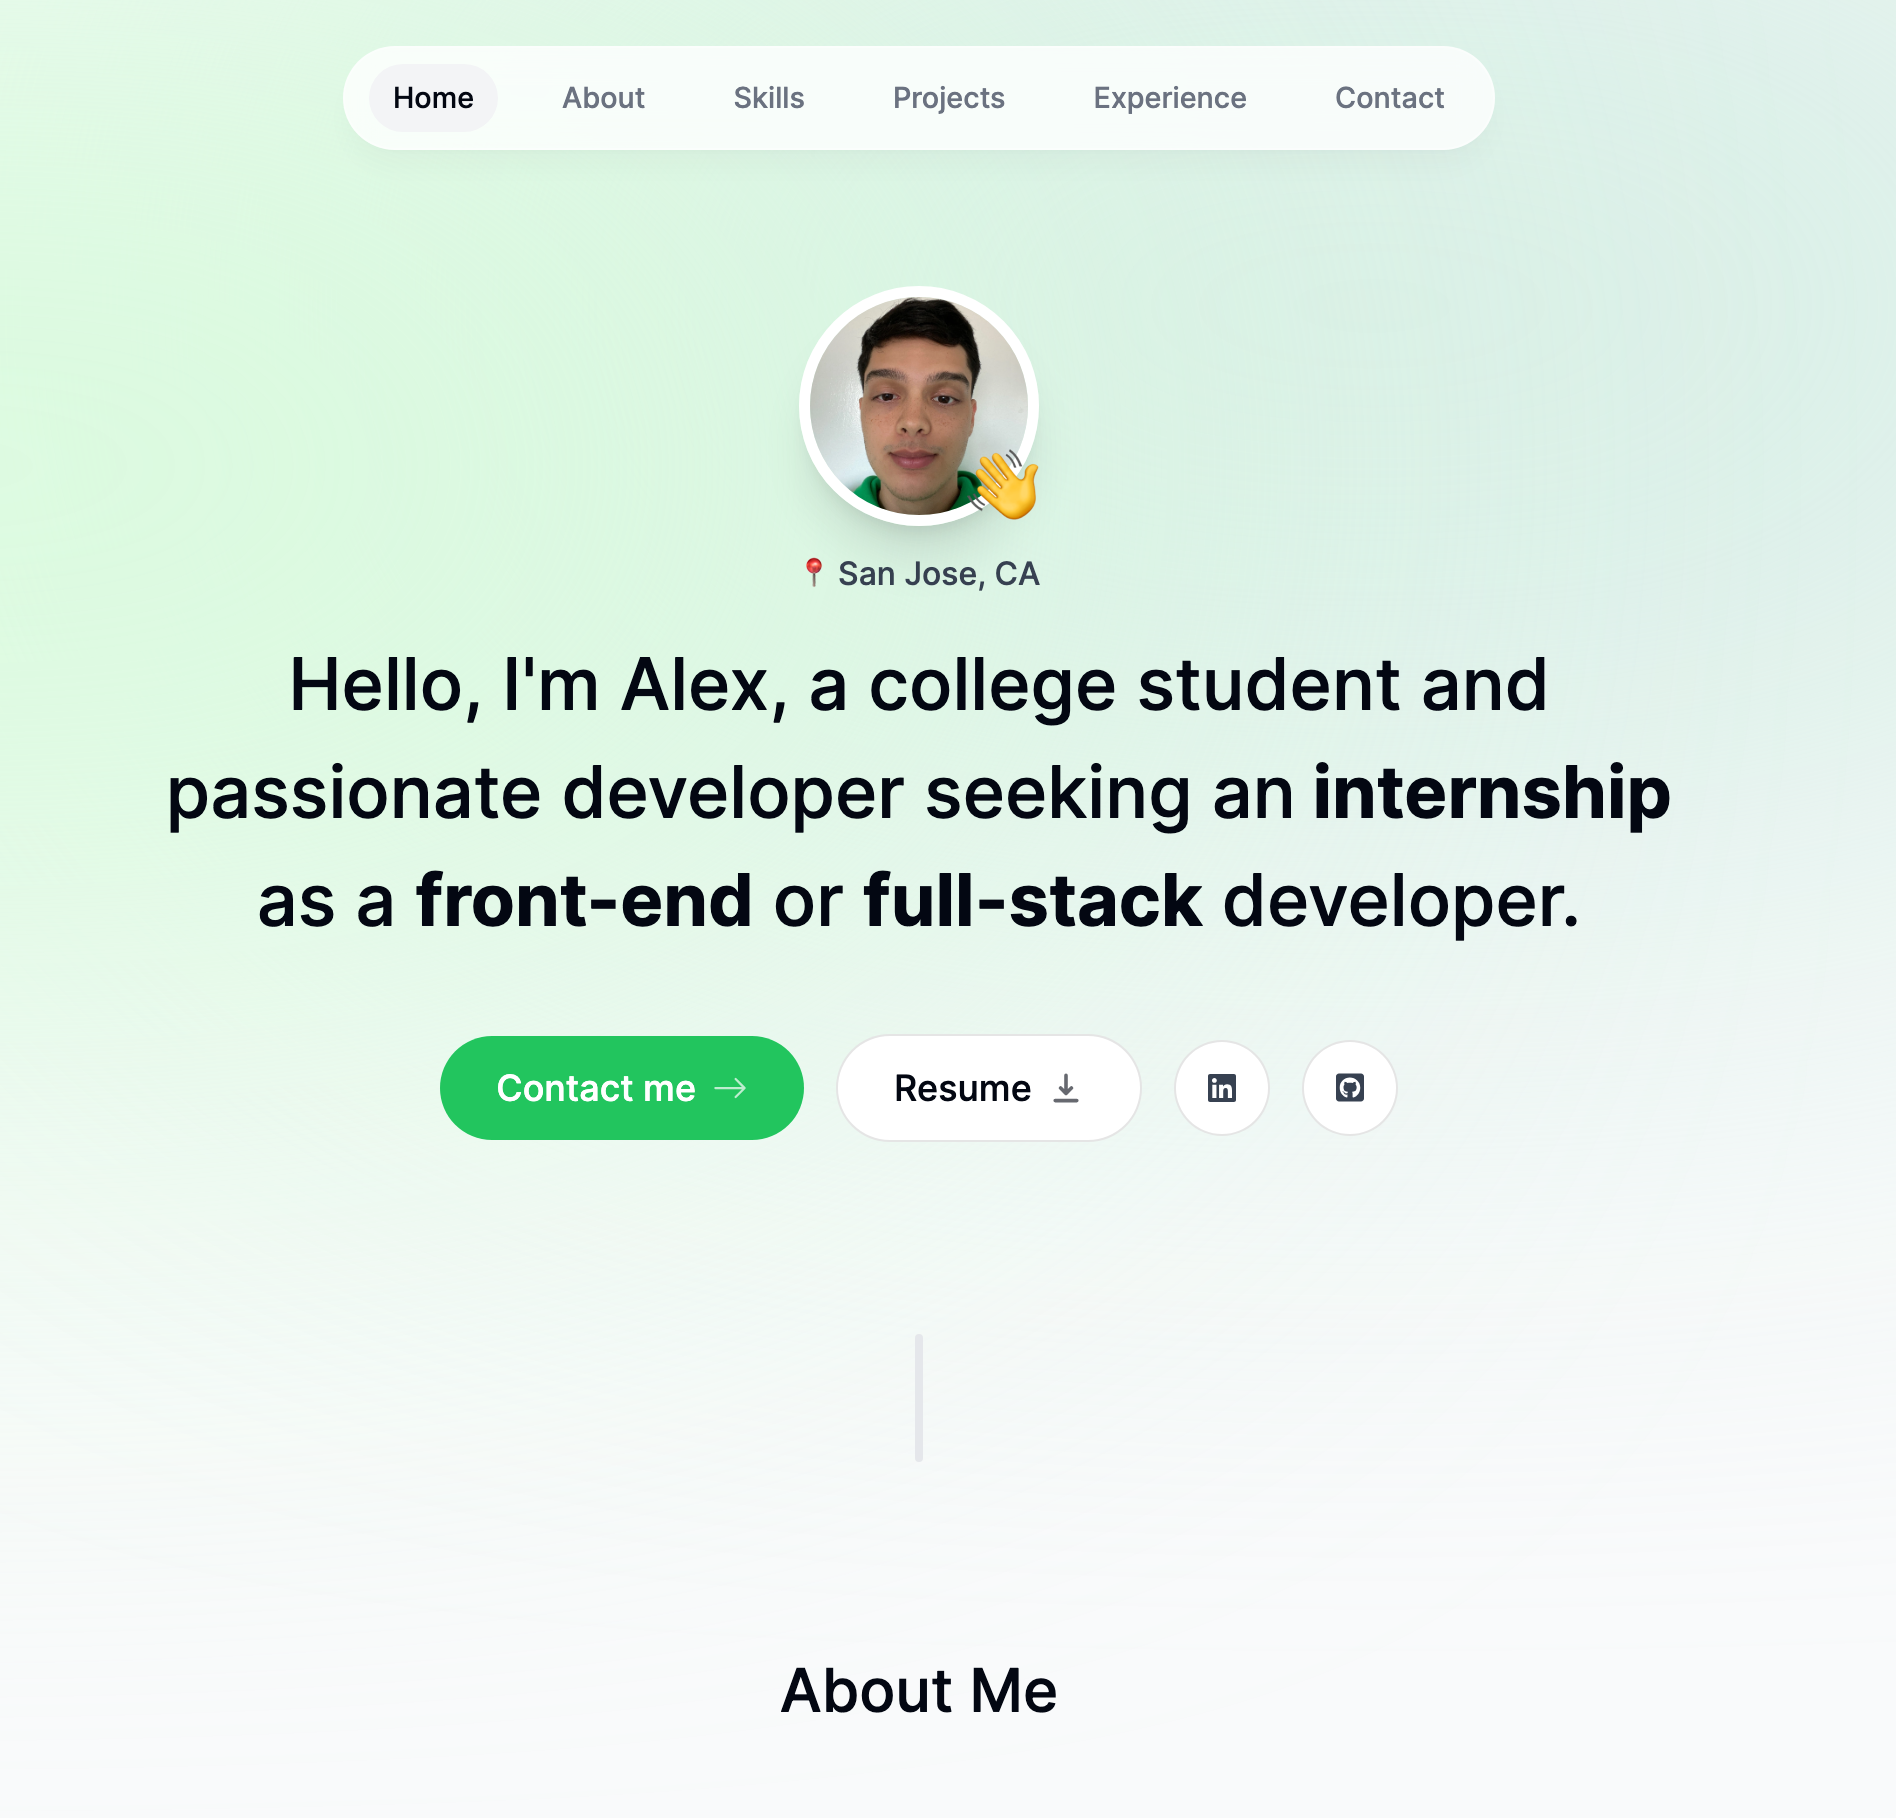 Home About Skills Projects Experience Contact
San Jose, CA
Hello, I'm Alex, a college student and
passionate developer seeking an internship
as a front-end or full-stack developer.
Contact me Resume in
About Me